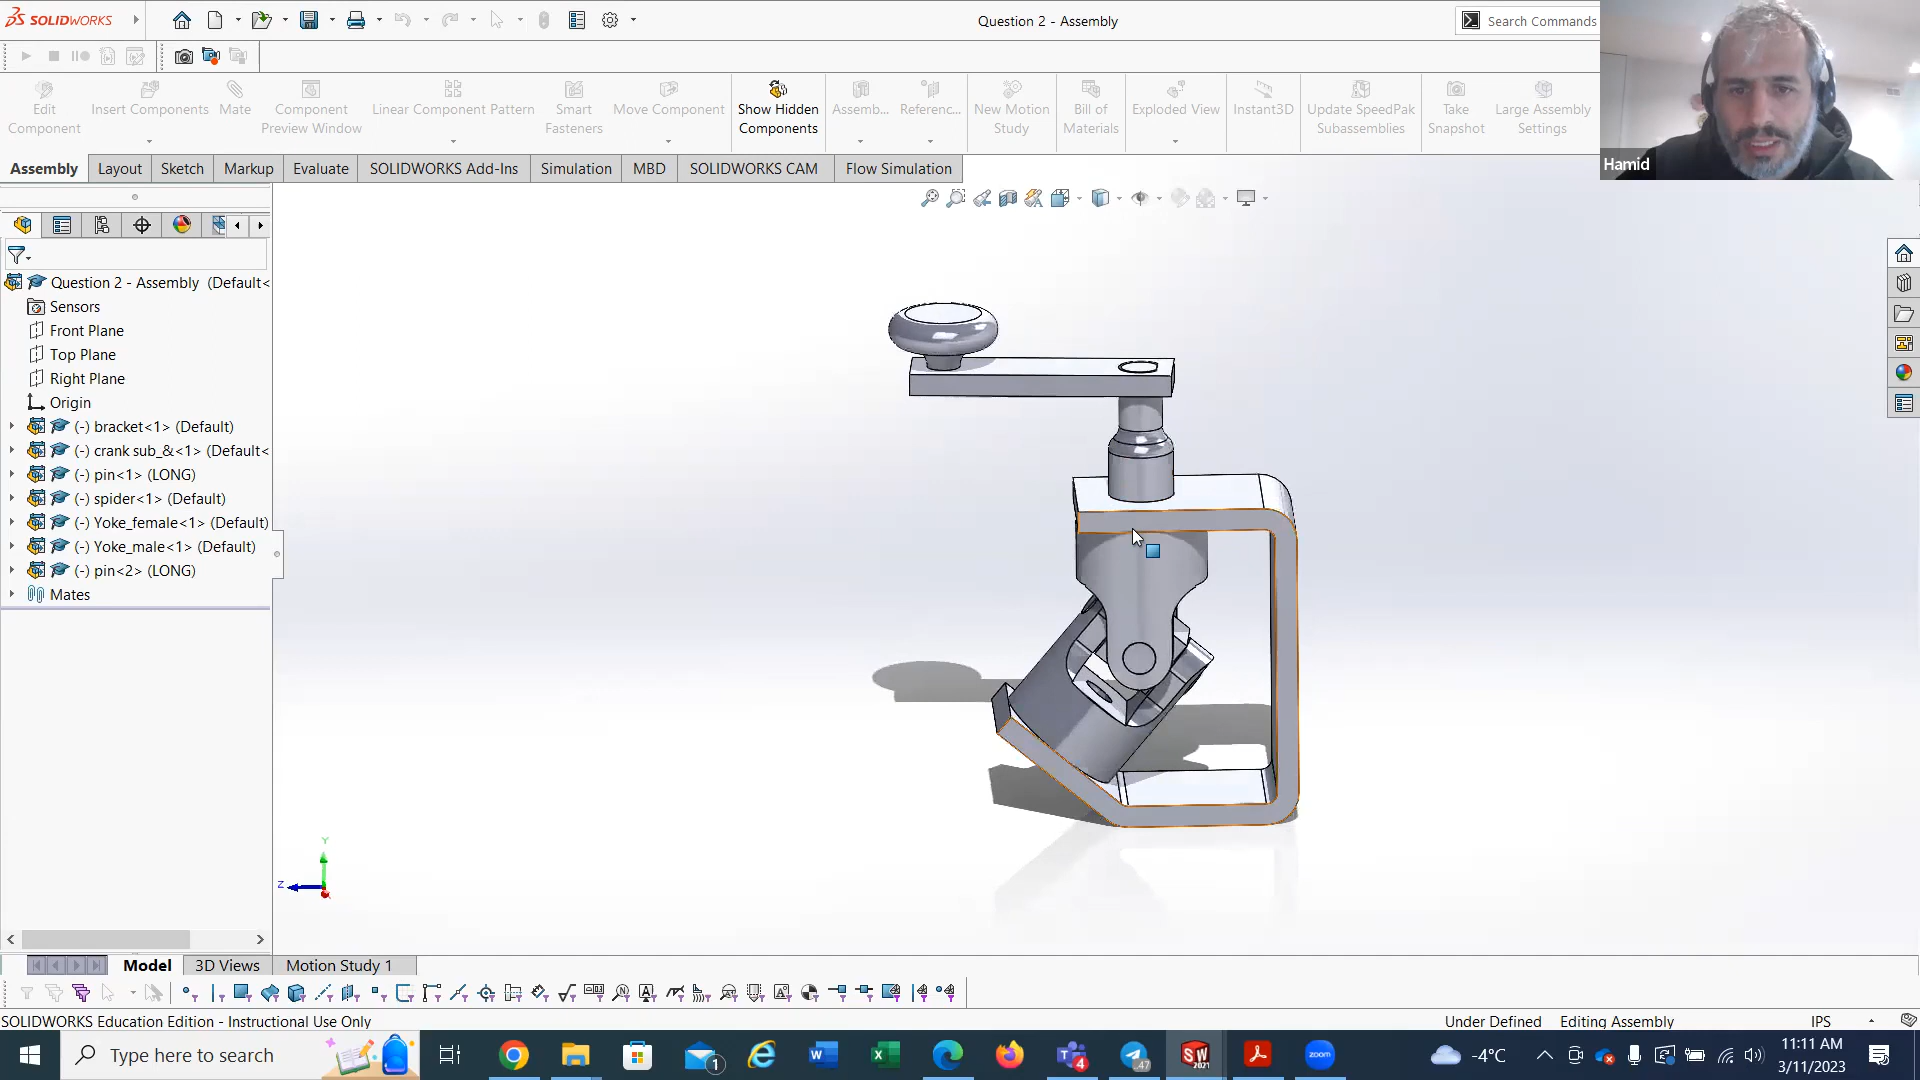 SOLIDWORKS
Question 2 - Assembly
Search Commands
Edit Component
Insert Components
Mate
Component Preview Window
Linear Component Pattern
Smart Fasteners
Move Component
Show Hidden Components
Assemb...
Referenc...
New Motion Study
Bill of Materials
Exploded View
Instant3D
Update SpeedPak Subassemblies
Take Snapshot
Large Assembly Settings
Hamid
Assembly
Layout
Sketch
Markup
Evaluate
SOLIDWORKS Add-Ins
Simulation
MBD
SOLIDWORKS CAM
Flow Simulation
Question 2 - Assembly (Default<
Sensors
Front Plane
Top Plane
Right Plane
Origin
(-) bracket<1> (Default)
(-) crank sub_&<1> (Default<
(-) pin<1> (LONG)
(-) spider<1> (Default)
(-) Yoke_female<1> (Default)
(-) Yoke_male<1> (Default)
(-) pin<2> (LONG)
Mates
Y
Z
Model
3D Views
Motion Study 1
SOLIDWORKS Education Edition - Instructional Use Only
Under Defined
Editing Assembly
IPS
Type here to search
1
SW
2021
4
47
zoom
-4°C
11:11 AM
3/11/2023